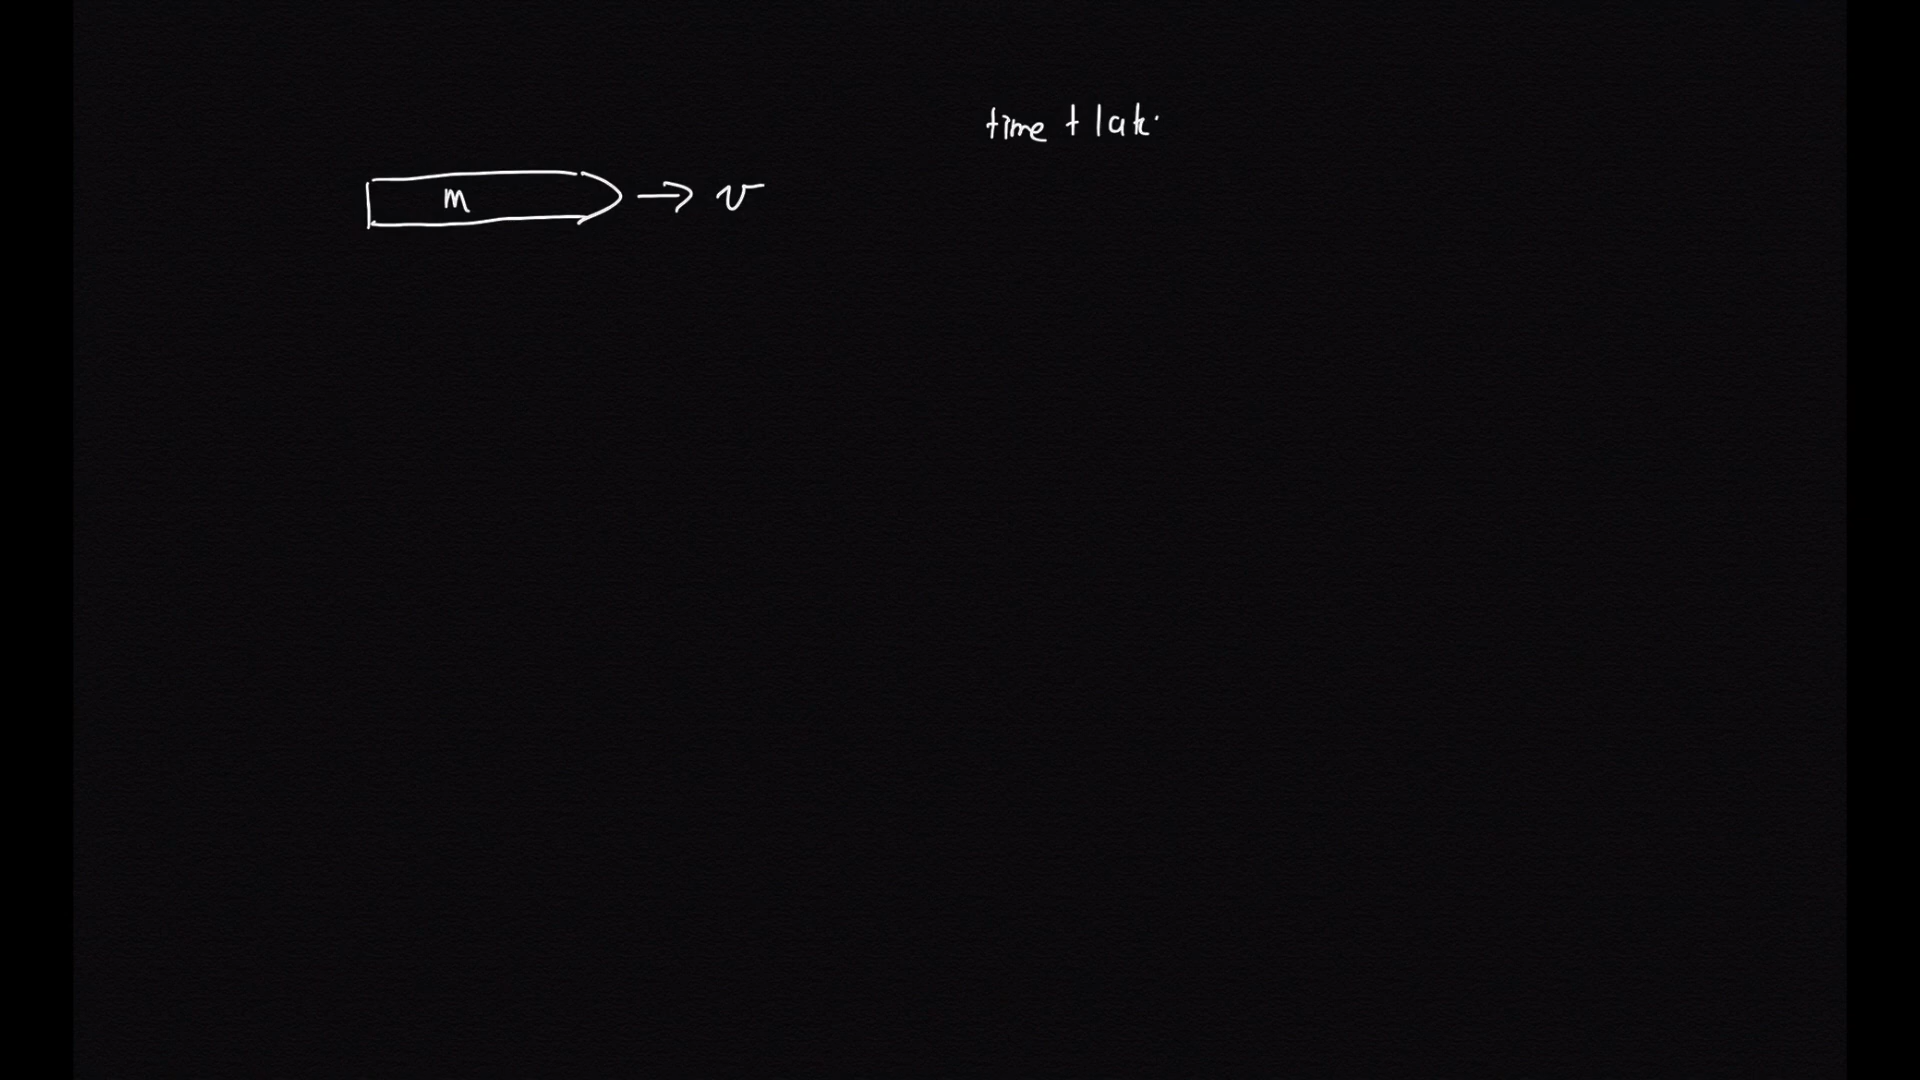 time t lat
m → v